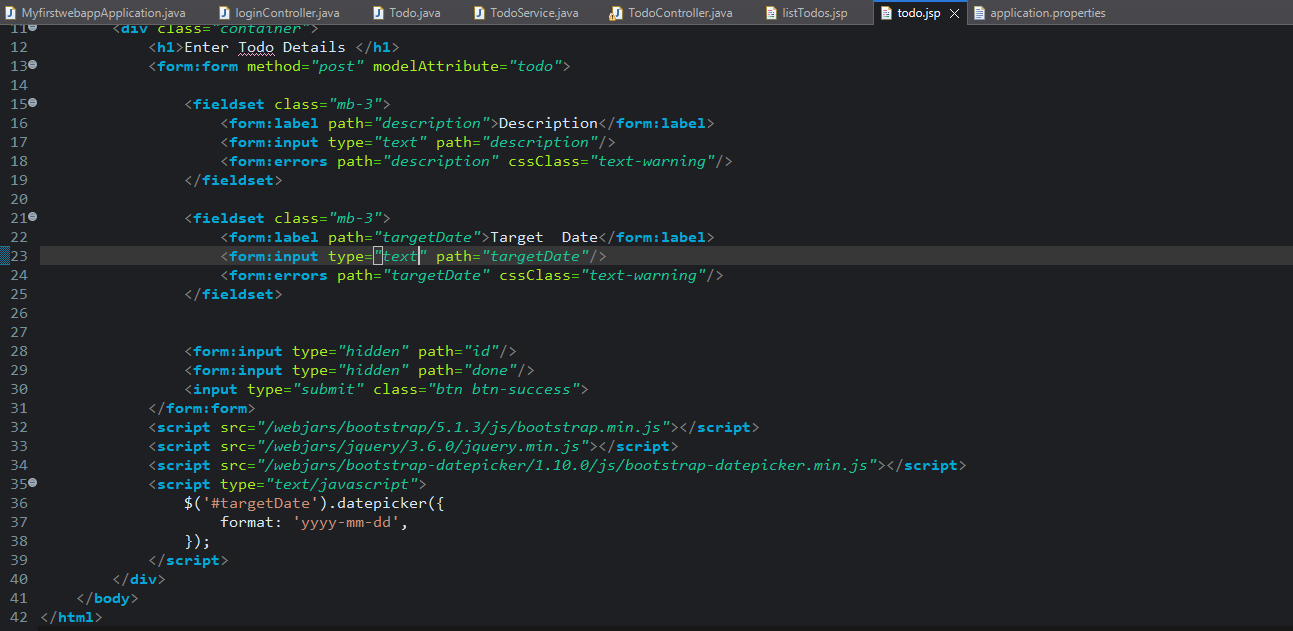 MyfirstwebappApplication.java loginController.java Todo.java TodoService.java TodoController.java listTodos.jsp todo.jsp application.properties
11 <div class="container">
12 <h1>Enter Todo Details </h1>
13 <form:form method="post" modelAttribute="todo">
14
15 <fieldset class="mb-3">
16 <form:label path="description">Description</form:label>
17 <form:input type="text" path="description"/>
18 <form:errors path="description" cssClass="text-warning"/>
19 </fieldset>
20
21 <fieldset class="mb-3">
22 <form:label path="targetDate">Target  Date</form:label>
23 <form:input type="text" path="targetDate"/>
24 <form:errors path="targetDate" cssClass="text-warning"/>
25 </fieldset>
26
27
28 <form:input type="hidden" path="id"/>
29 <form:input type="hidden" path="done"/>
30 <input type="submit" class="btn btn-success">
31 </form:form>
32 <script src="/webjars/bootstrap/5.1.3/js/bootstrap.min.js"></script>
33 <script src="/webjars/jquery/3.6.0/jquery.min.js"></script>
34 <script src="/webjars/bootstrap-datepicker/1.10.0/js/bootstrap-datepicker.min.js"></script>
35 <script type="text/javascript">
36 $('#targetDate').datepicker({
37 format: 'yyyy-mm-dd',
38 });
39 </script>
40 </div>
41 </body>
42 </html>